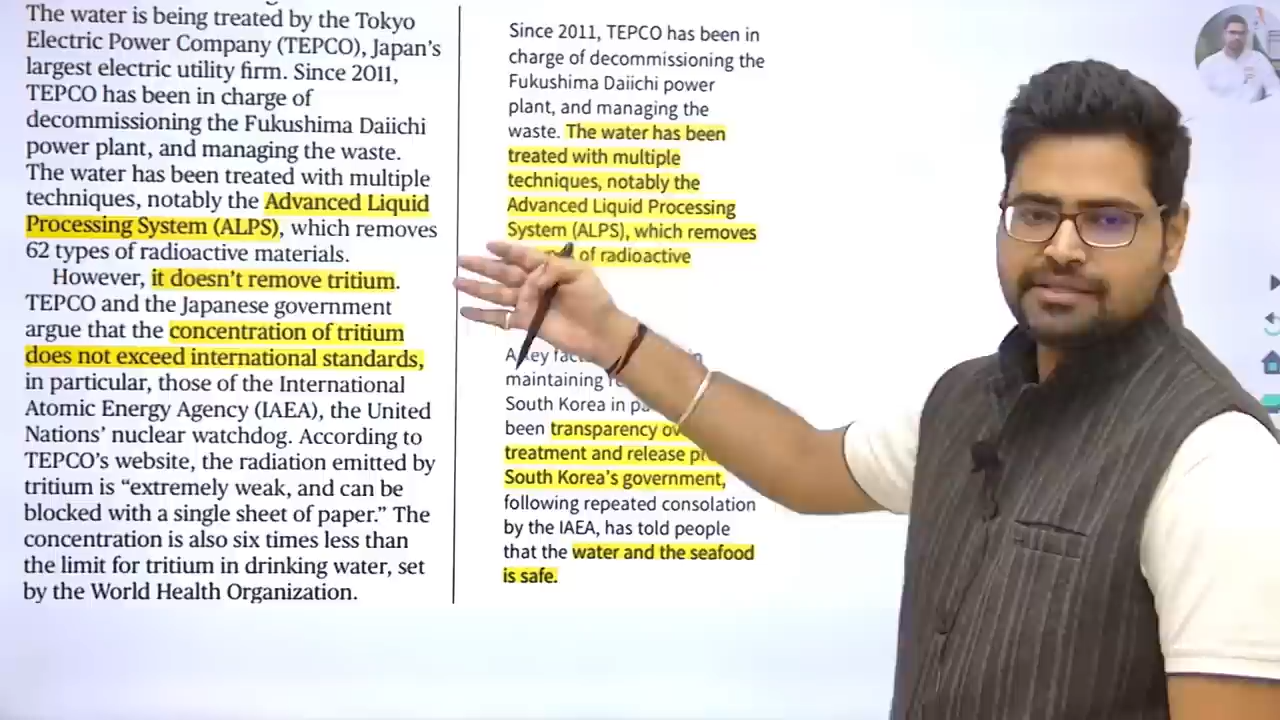 The water is being treated by the Tokyo
Electric Power Company (TEPCO), Japan's
largest electric utility firm. Since 2011,
TEPCO has been in charge of
decommissioning the Fukushima Daiichi
power plant, and managing the waste.
The water has been treated with multiple
techniques, notably the Advanced Liquid
Processing System (ALPS), which removes
62 types of radioactive materials.
However, it doesn't remove tritium.
TEPCO and the Japanese government
argue that the concentration of tritium
does not exceed international standards,
in particular, those of the International
Atomic Energy Agency (IAEA), the United
Nations' nuclear watchdog. According to
TEPCO's website, the radiation emitted by
tritium is “extremely weak, and can be
blocked with a single sheet of paper.” The
concentration is also six times less than
the limit for tritium in drinking water, set
by the World Health Organization.
Since 2011, TEPCO has been in
charge of decommissioning the
Fukushima Daiichi power
plant, and managing the
waste. The water has been
treated with multiple
techniques, notably the
Advanced Liquid Processing
System (ALPS), which removes
of radioactive
A key
maintaining
South Korea in
been transparency
treatment and release
South Korea's government,
following repeated consolation
by the IAEA, has told people
that the water and the seafood
is safe.